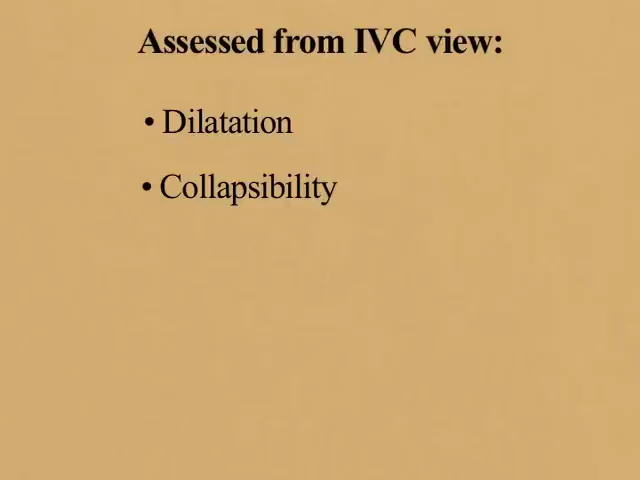 Assessed from IVC view:
• Dilatation
• Collapsibility